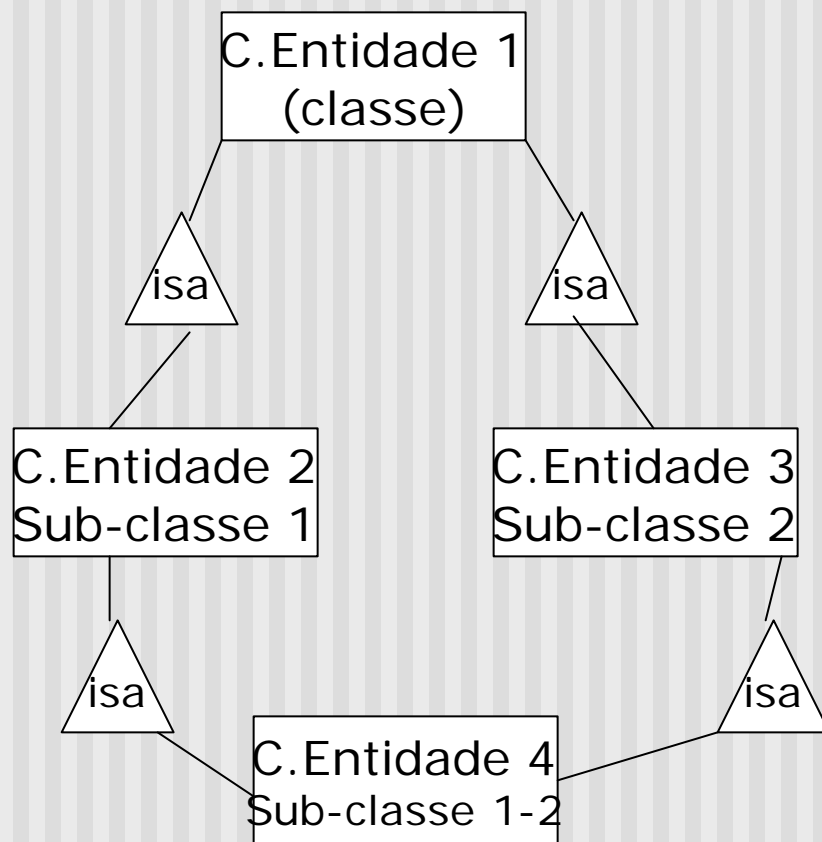 C.Entidade 1
(classe)
isa
isa
C.Entidade 2
Sub-classe 1
C.Entidade 3
Sub-classe 2
isa
isa
C.Entidade 4
Sub-classe 1-2